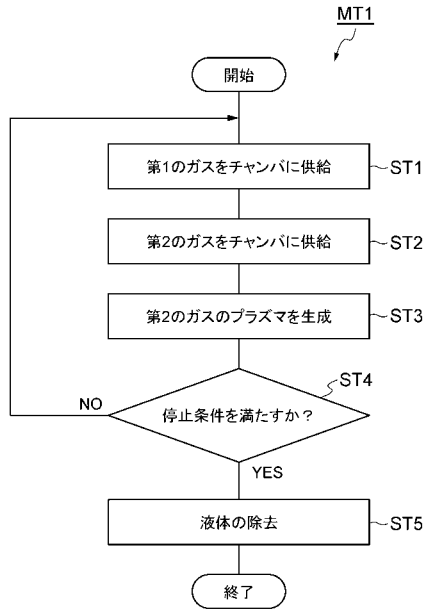 MT1
開始
第1のガスをチャンバに供給
ST1
第2のガスをチャンバに供給
ST2
第2のガスのプラズマを生成
ST3
ST4
停止条件を満たすか？
NO
YES
液体の除去
ST5
終了